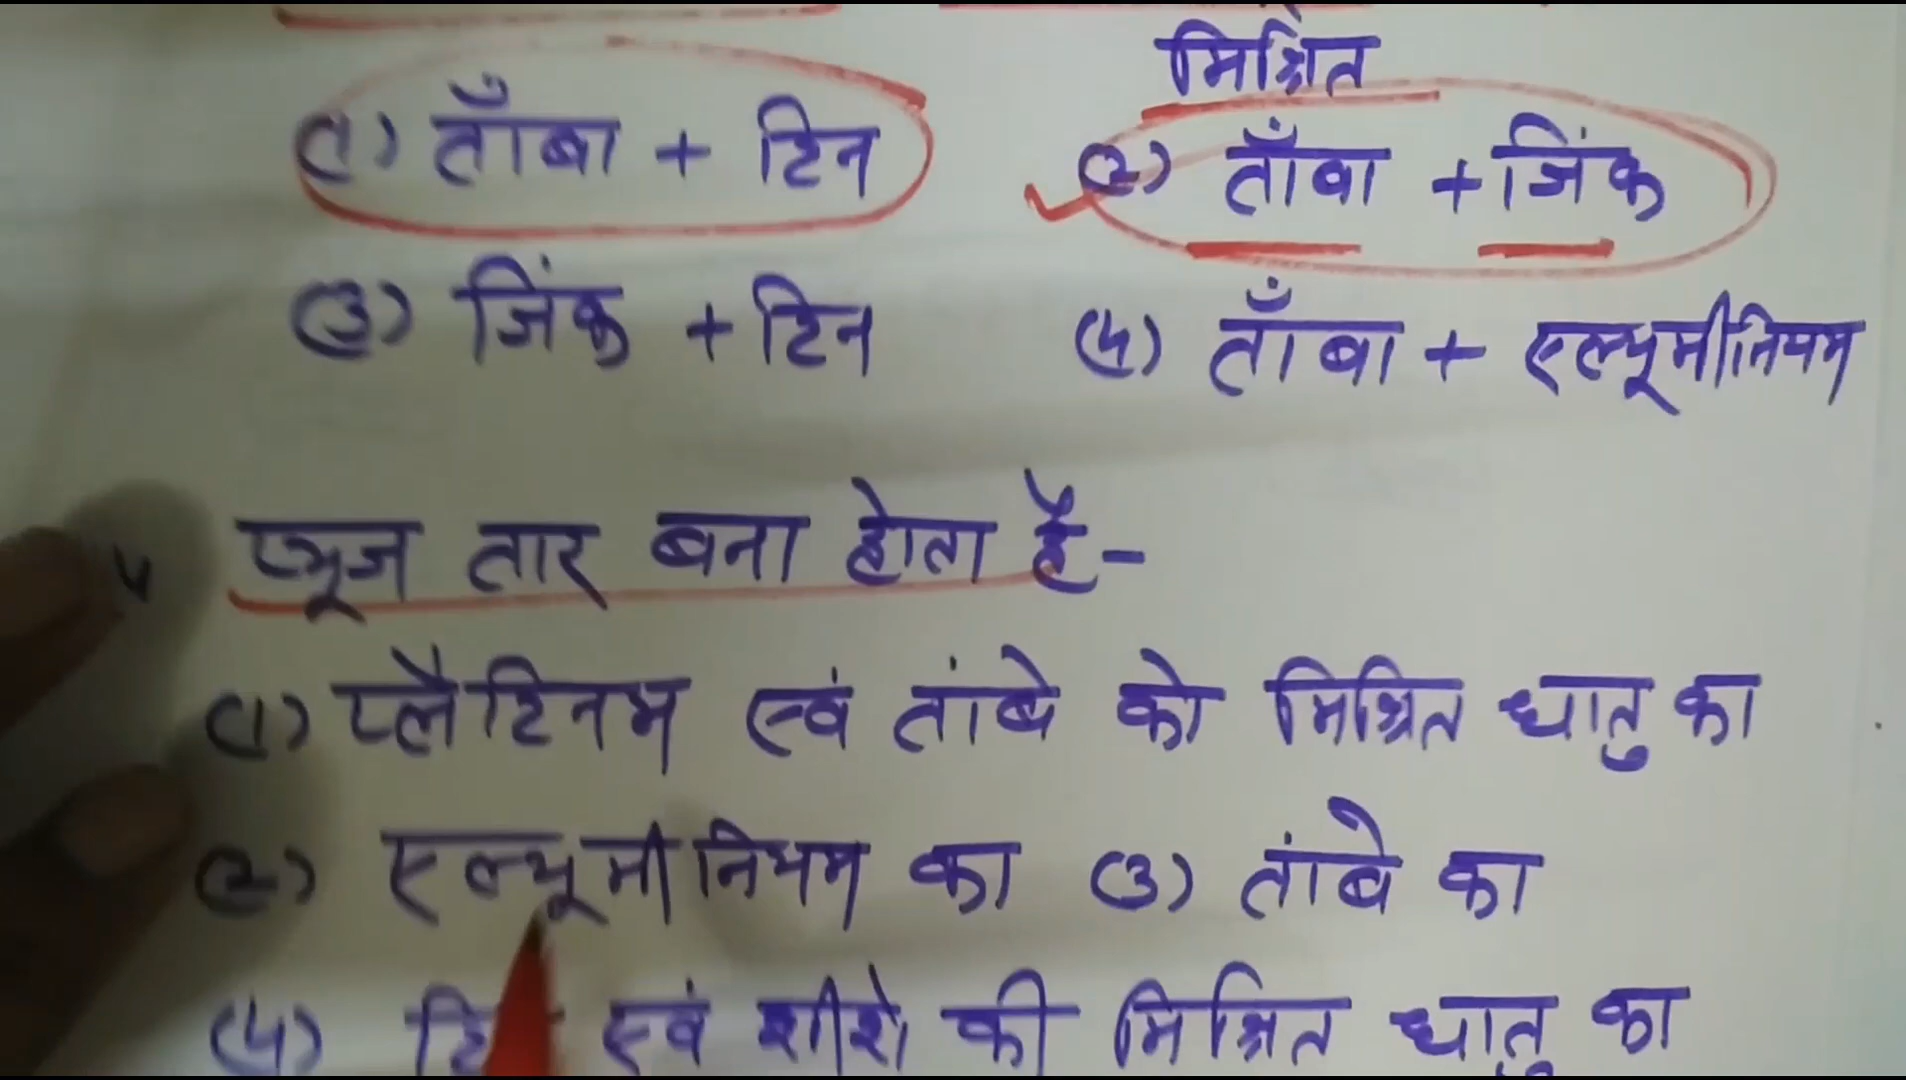 मिश्रित
(1) ताँबा + टिन (2) ताँबा + जिंक
(3) जिंक + टिन (4) ताँबा + एल्यूमीनियम
फ्यूज तार बना होता है-
(1) प्लैटिनम एवं तांबे को मिश्रित धातु का
(2) एल्यूमीनियम का (3) तांबे का
(4) एवं शीशे की मिश्रित धातु का